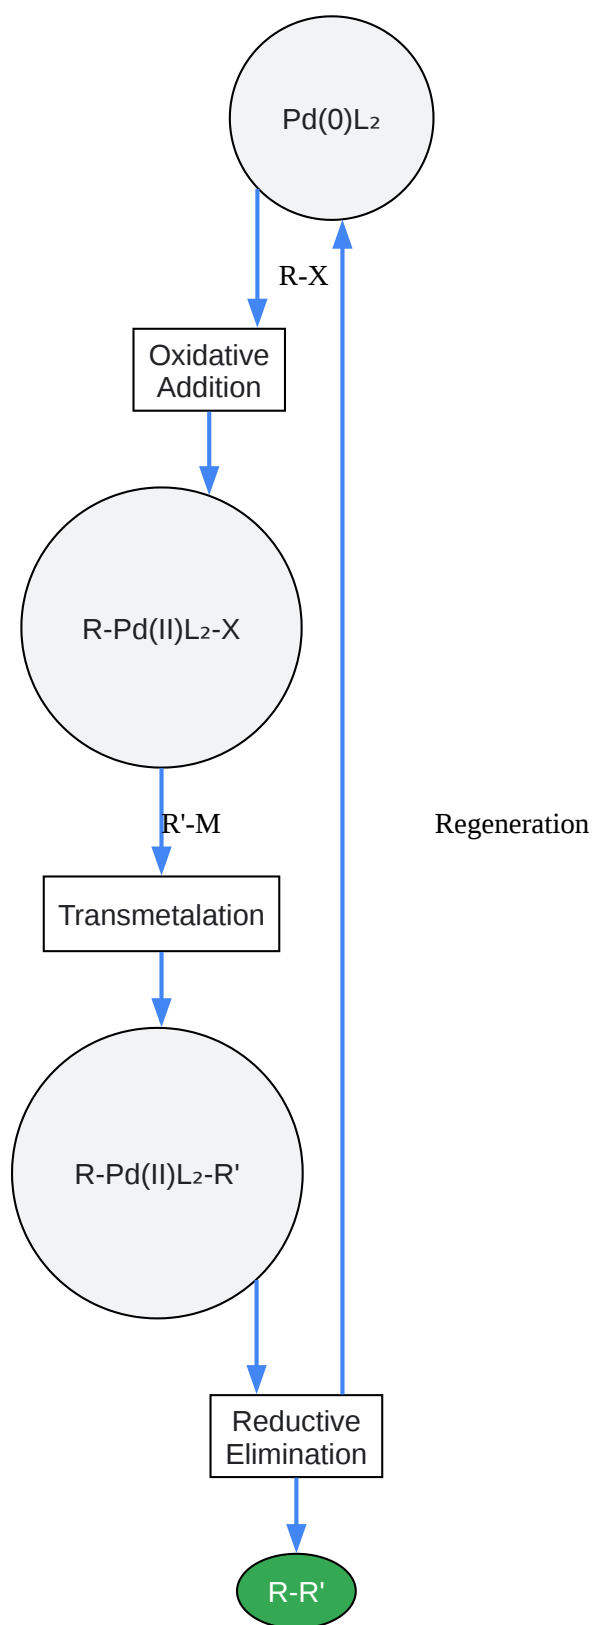 Pd(0)L₂
R-X
Oxidative
Addition
R-Pd(II)L₂-X
R'-M
Regeneration
Transmetalation
R-Pd(II)L₂-R'
Reductive
Elimination
R-R'